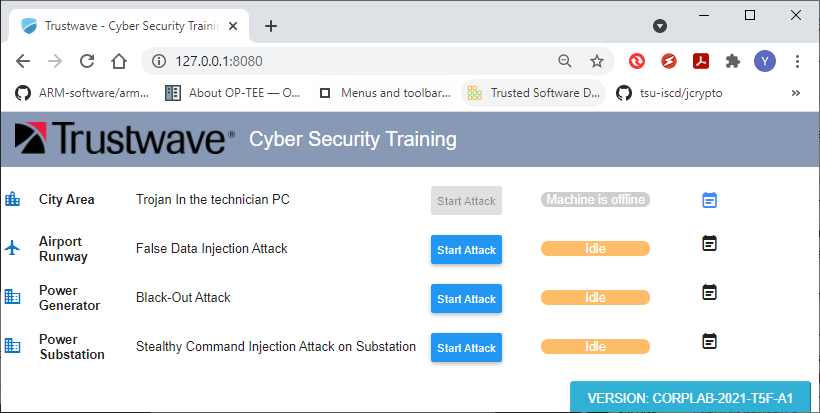 Trustwave - Cyber Security Trainin
127.0.0.1:8080
Y
ARM-software/arm...
About OP-TEE — O...
Menus and toolbar...
Trusted Software D...
tsu-iscd/jcrypto
»
Trustwave® Cyber Security Training
City Area Trojan In the technician PC Start Attack Machine is offline
Airport
Runway
False Data Injection Attack Start Attack Idle
Power
Generator
Black-Out Attack Start Attack Idle
Power
Substation
Stealthy Command Injection Attack on Substation Start Attack Idle
VERSION: CORPLAB-2021-T5F-A1